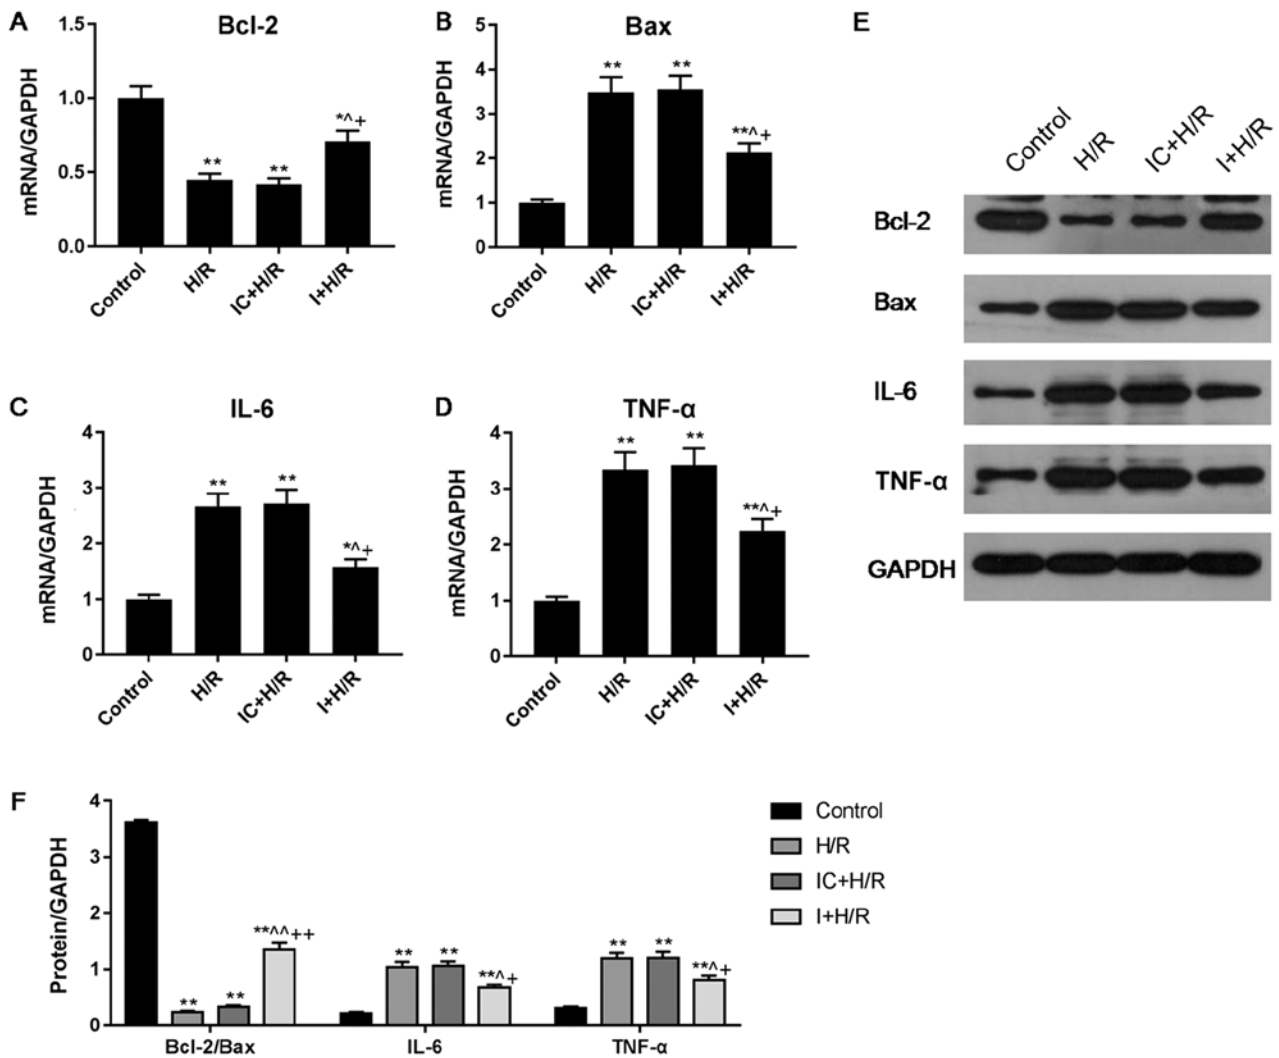 A
Bcl-2
mRNA/GAPDH
1.5
1.0
0.5
0.0
**
**
*^+
Control
H/R
IC+H/R
I+H/R
B
Bax
mRNA/GAPDH
5
4
3
2
1
0
**
**
**^+
Control
H/R
IC+H/R
I+H/R
C
IL-6
mRNA/GAPDH
4
3
2
1
0
**
**
*^+
Control
H/R
IC+H/R
I+H/R
D
TNF-α
mRNA/GAPDH
4
3
2
1
0
**
**
**^+
Control
H/R
IC+H/R
I+H/R
E
Control
H/R
IC+H/R
I+H/R
Bcl-2
Bax
IL-6
TNF-α
GAPDH
F
Protein/GAPDH
4
3
2
1
0
**
**
**^^++
**
**
**^+
**
**
**^+
Bcl-2/Bax
IL-6
TNF-α
Control
H/R
IC+H/R
I+H/R